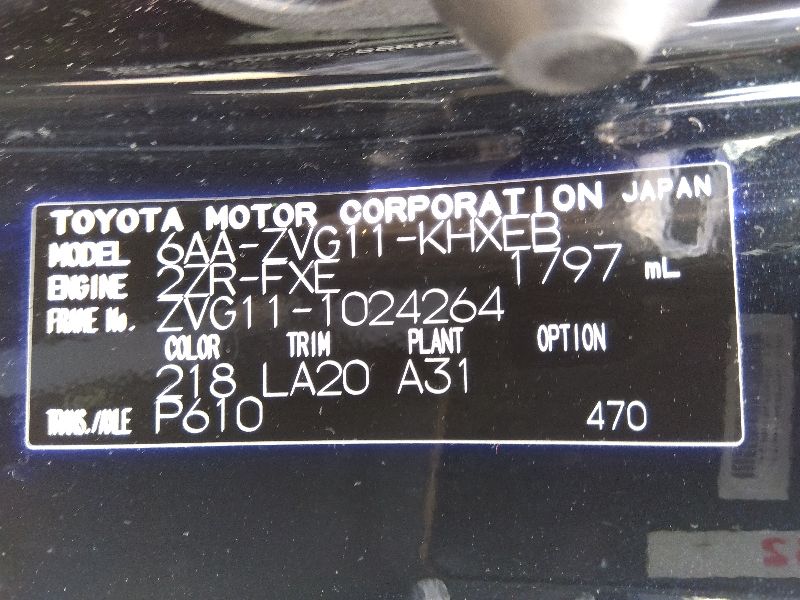 TOYOTA MOTOR CORPORATION JAPAN
MODEL 6AA-ZVG11-KHXEB
ENGINE 2ZR-FXE 1797 mL
FRAME No. ZVG11-1024264
COLOR TRIM PLANT OPTION
218 LA20 A31
TRANS./AXLE P610 470